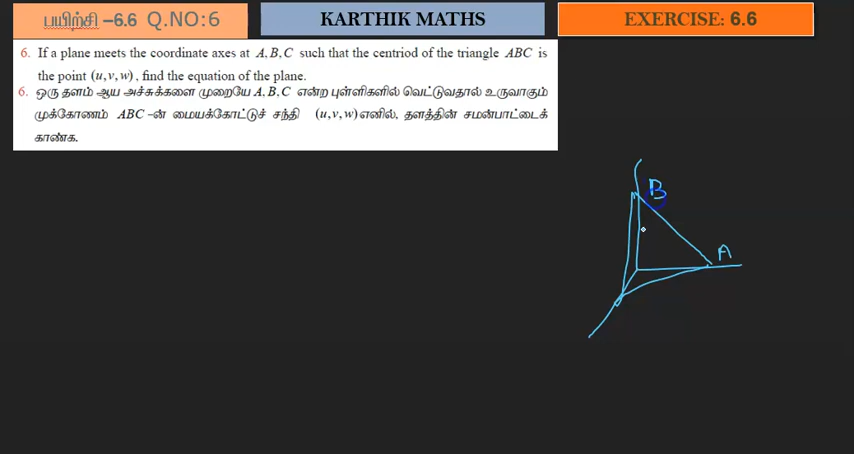 பயிற்சி –6.6 Q.NO:6
KARTHIK MATHS
EXERCISE: 6.6
6. If a plane meets the coordinate axes at A, B, C such that the centriod of the triangle ABC is
the point (u, v, w), find the equation of the plane.
6. ஒரு தளம் ஆய அச்சுக்களை முறையே A, B, C என்ற புள்ளிகளில் வெட்டுவதால் உருவாகும்
முக்கோணம் ABC –ன் மையக்கோட்டுச் சந்தி (u, v, w) எனில், தளத்தின் சமன்பாட்டைக்
காண்க.
B
A